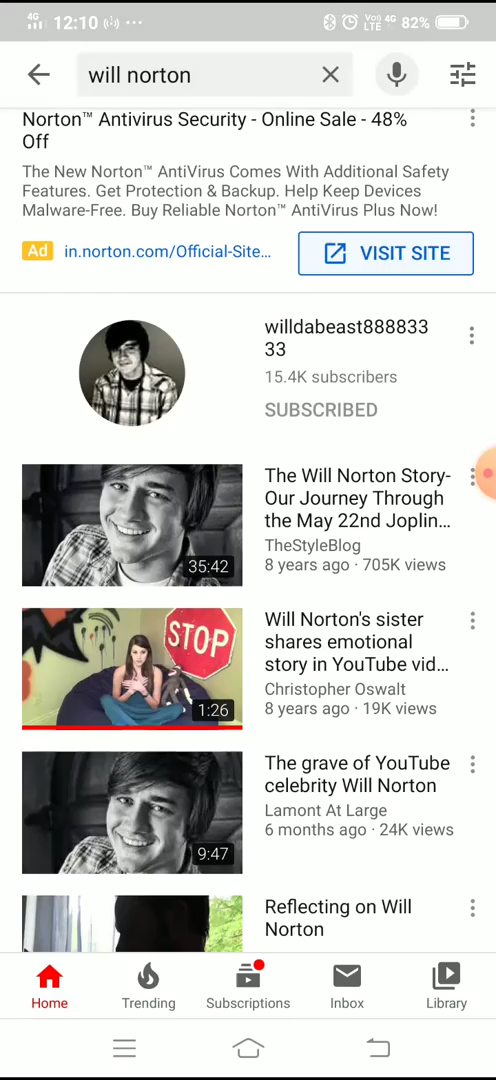 4G 12:10 ... Voi) LTE 4G 82%
will norton
Norton™ Antivirus Security - Online Sale - 48%
Off
The New Norton™ AntiVirus Comes With Additional Safety
Features. Get Protection & Backup. Help Keep Devices
Malware-Free. Buy Reliable Norton™ AntiVirus Plus Now!
Ad in.norton.com/Official-Site... VISIT SITE
willdabeast888833
33
15.4K subscribers
SUBSCRIBED
The Will Norton Story-
Our Journey Through
the May 22nd Joplin...
TheStyleBlog
8 years ago · 705K views
35:42
Will Norton's sister
shares emotional
story in YouTube vid...
Christopher Oswalt
8 years ago · 19K views
STOP
1:26
The grave of YouTube
celebrity Will Norton
Lamont At Large
6 months ago · 24K views
9:47
Reflecting on Will
Norton
Home Trending Subscriptions Inbox Library